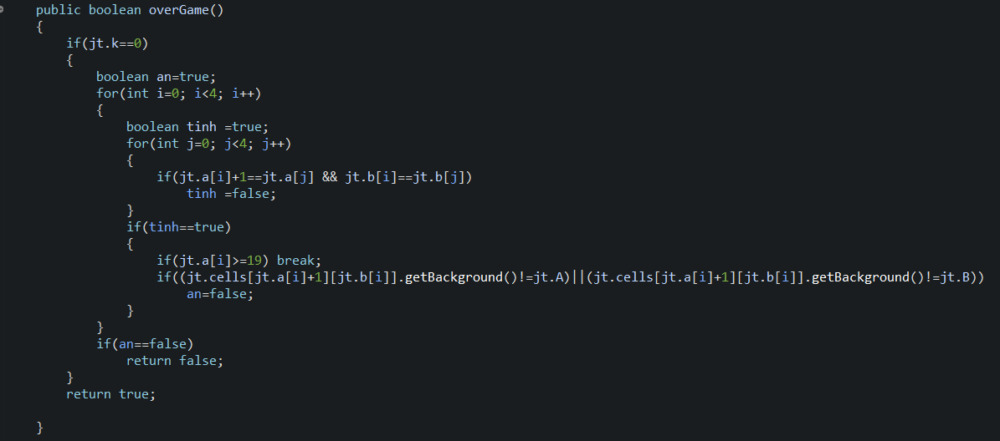 public boolean overGame()
{
    if(jt.k==0)
    {
        boolean an=true;
        for(int i=0; i<4; i++)
        {
            boolean tinh =true;
            for(int j=0; j<4; j++)
            {
                if(jt.a[i]+1==jt.a[j] && jt.b[i]==jt.b[j])
                    tinh =false;
            }
            if(tinh==true)
            {
                if(jt.a[i]>=19) break;
                if((jt.cells[jt.a[i]+1][jt.b[i]].getBackground()!=jt.A)||(jt.cells[jt.a[i]+1][jt.b[i]].getBackground()!=jt.B))
                    an=false;
            }
        }
        if(an==false)
            return false;
    }
    return true;
}